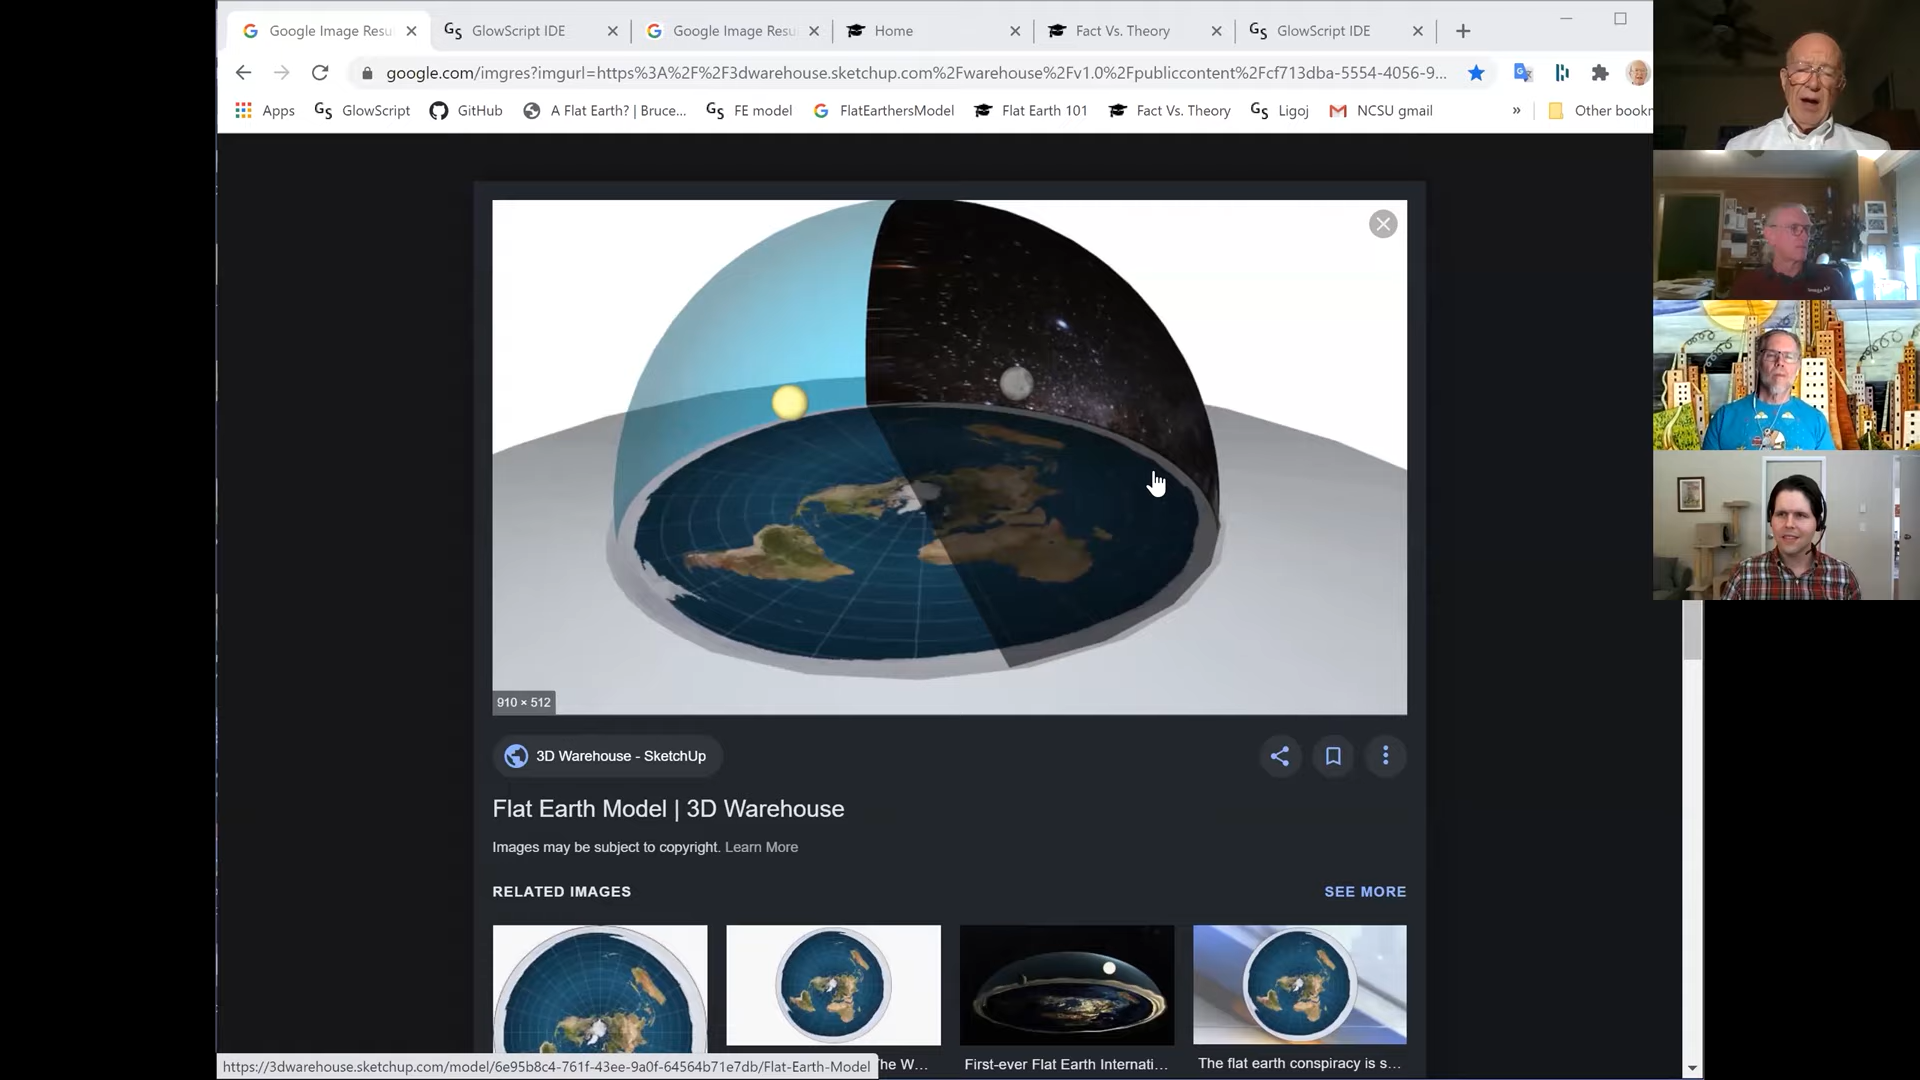 Google Image Resu
GlowScript IDE
Google Image Resu
Home
Fact Vs. Theory
GlowScript IDE
google.com/imgres?imgurl=https%3A%2F%2F3dwarehouse.sketchup.com%2Fwarehouse%2Fv1.0%2Fpubliccontent%2Fcf713dba-5554-4056-9...
Apps
GlowScript
GitHub
A Flat Earth? | Bruce...
FE model
FlatEarthersModel
Flat Earth 101
Fact Vs. Theory
Ligoj
NCSU gmail
»
Other bookr
910 × 512
3D Warehouse - SketchUp
Flat Earth Model | 3D Warehouse
Images may be subject to copyright. Learn More
RELATED IMAGES
SEE MORE
The W...
First-ever Flat Earth Internati...
The flat earth conspiracy is s...
https://3dwarehouse.sketchup.com/model/6e95b8c4-761f-43ee-9a0f-64564b71e7db/Flat-Earth-Model